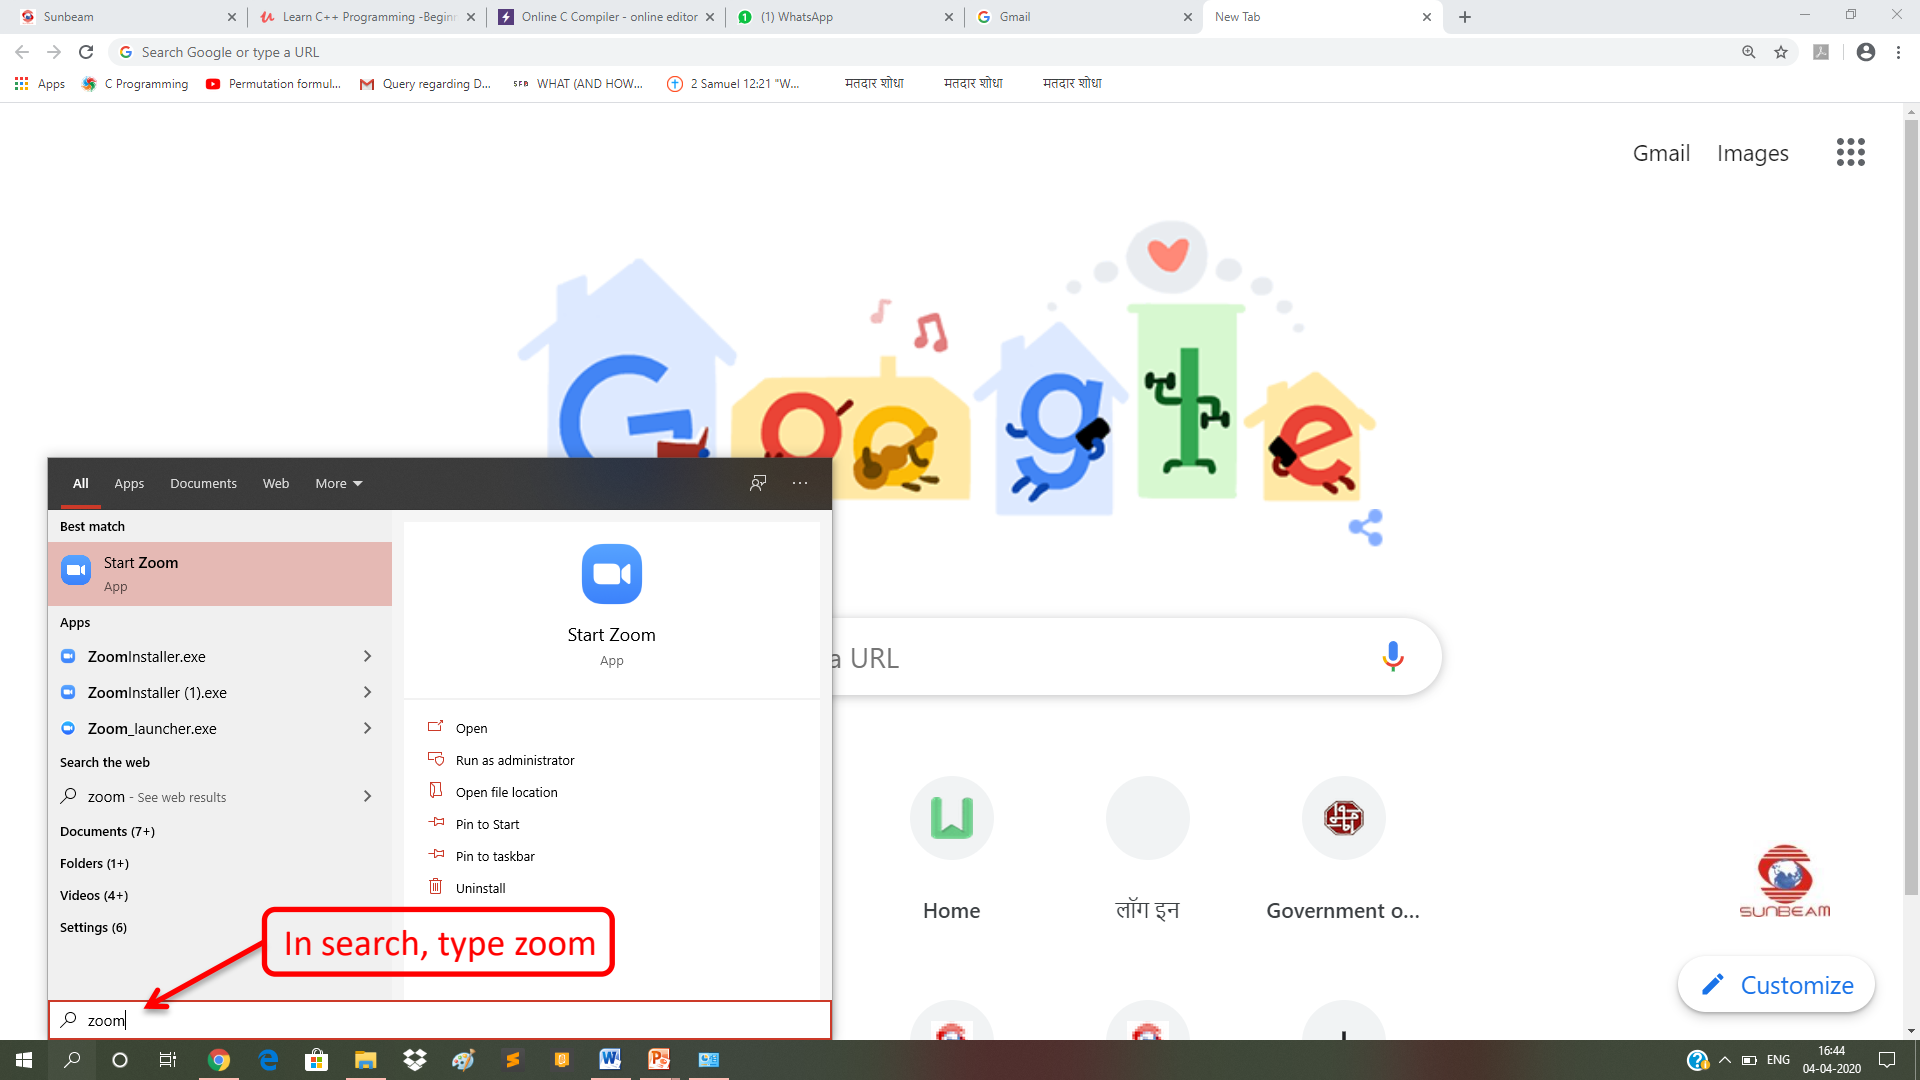 Sunbeam
Learn C++ Programming -Beginn
Online C Compiler - online editor
(1) WhatsApp
Gmail
New Tab
Search Google or type a URL
Apps
C Programming
Permutation formul...
Query regarding D...
SFB WHAT (AND HOW...
2 Samuel 12:21 "W...
मतदार शोधा
मतदार शोधा
मतदार शोधा
Gmail Images
Google
All Apps Documents Web More
Best match
Start Zoom
App
Apps
ZoomInstaller.exe
ZoomInstaller (1).exe
Zoom_launcher.exe
Search the web
zoom - See web results
Documents (7+)
Folders (1+)
Videos (4+)
Settings (6)
Start Zoom
App
Open
Run as administrator
Open file location
Pin to Start
Pin to taskbar
Uninstall
In search, type zoom
zoom
a URL
Home
लॉग इन
Government o...
SUNBEAM
Customize
ENG
16:44
04-04-2020